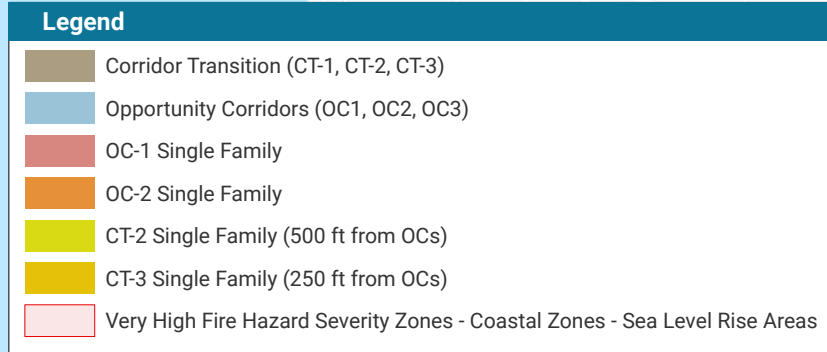 Legend
Corridor Transition (CT-1, CT-2, CT-3)
Opportunity Corridors (OC1, OC2, OC3)
OC-1 Single Family
OC-2 Single Family
CT-2 Single Family (500 ft from OCs)
CT-3 Single Family (250 ft from OCs)
Very High Fire Hazard Severity Zones - Coastal Zones - Sea Level Rise Areas